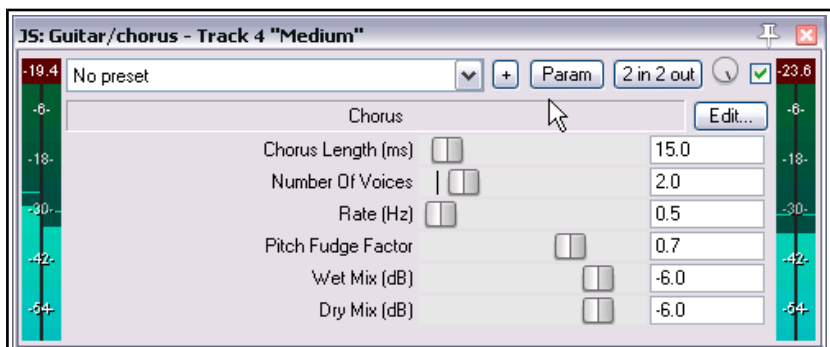 JS: Guitar/chorus - Track 4 "Medium"
-19.4 No preset + Param 2 in 2 out -23.6
-6- Chorus Edit... -6-
Chorus Length (ms) 15.0
-18- Number Of Voices 2.0 -18-
-30- Rate (Hz) 0.5 -30-
Pitch Fudge Factor 0.7
-42- Wet Mix (dB) -6.0 -42-
-54- Dry Mix (dB) -6.0 -54-